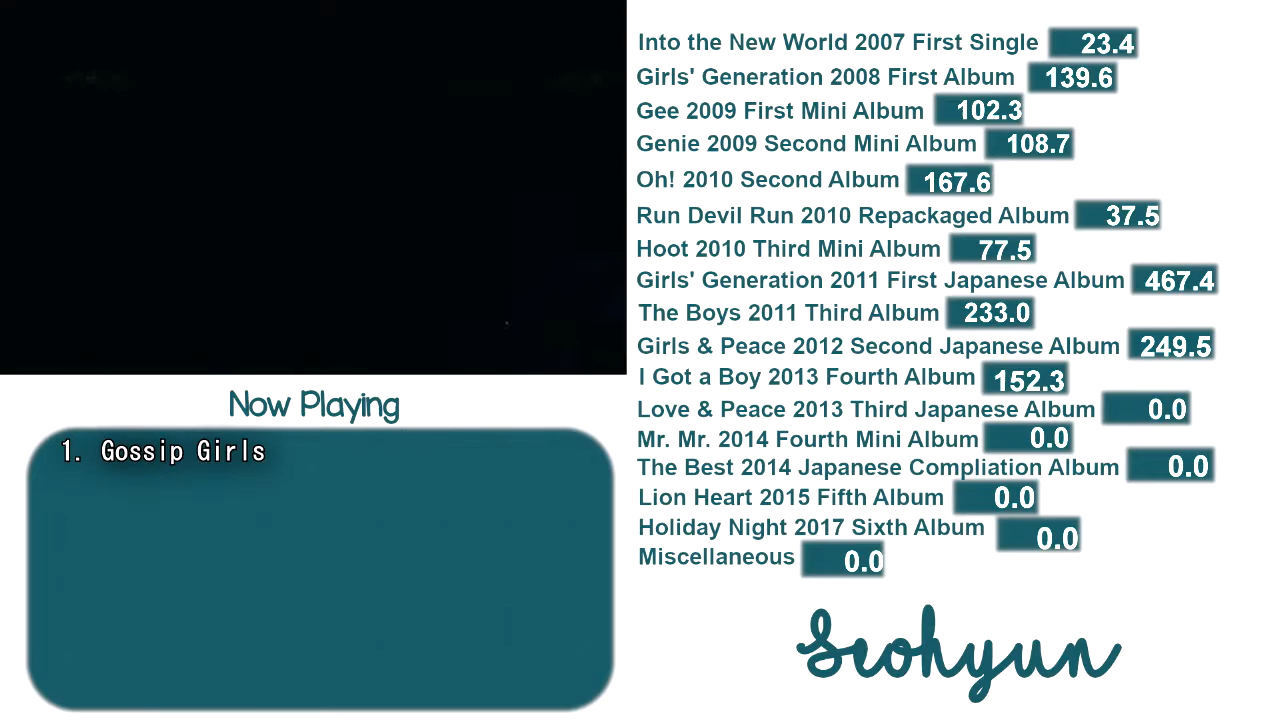 Into the New World 2007 First Single 23.4
Girls' Generation 2008 First Album 139.6
Gee 2009 First Mini Album 102.3
Genie 2009 Second Mini Album 108.7
Oh! 2010 Second Album 167.6
Run Devil Run 2010 Repackaged Album 37.5
Hoot 2010 Third Mini Album 77.5
Girls' Generation 2011 First Japanese Album 467.4
The Boys 2011 Third Album 233.0
Girls & Peace 2012 Second Japanese Album 249.5
I Got a Boy 2013 Fourth Album 152.3
Love & Peace 2013 Third Japanese Album 0.0
Mr. Mr. 2014 Fourth Mini Album 0.0
The Best 2014 Japanese Compliation Album 0.0
Lion Heart 2015 Fifth Album 0.0
Holiday Night 2017 Sixth Album 0.0
Miscellaneous 0.0
Now Playing
1. Gossip Girls
Seohyun